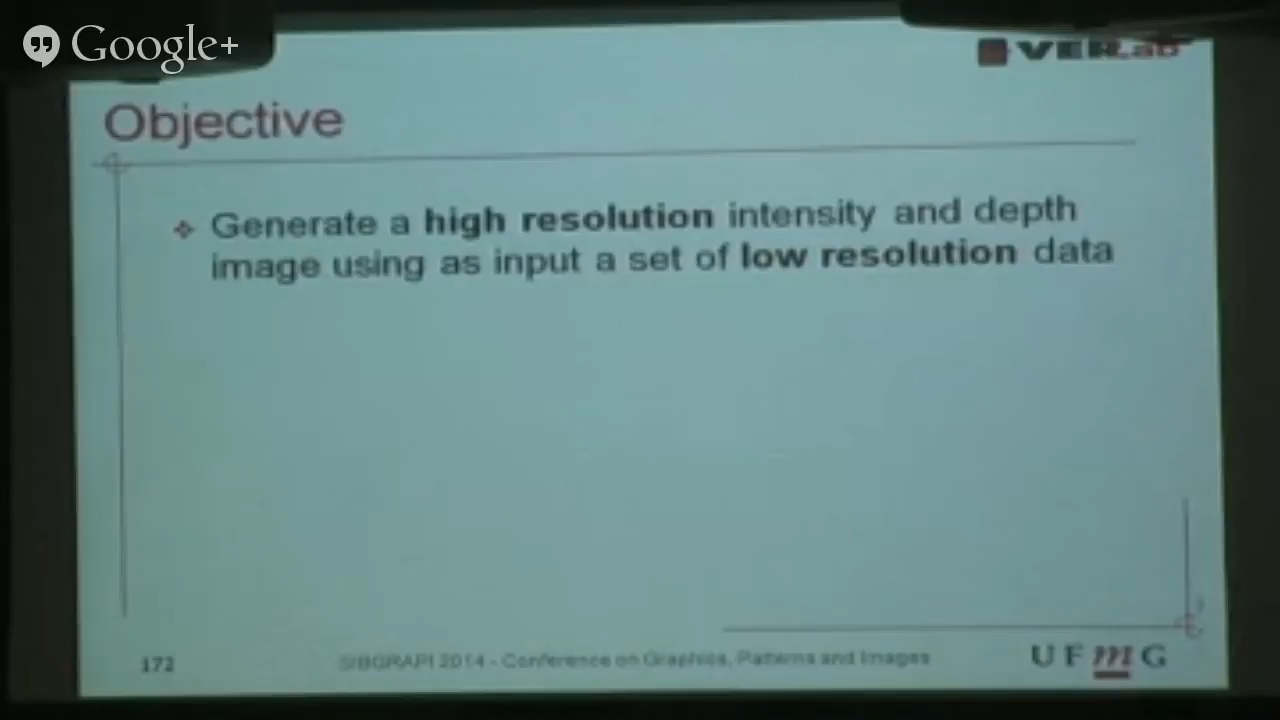 Google+
VERLab
Objective
Generate a high resolution intensity and depth
image using as input a set of low resolution data
172
SIBGRAPI 2014 - Conference on Graphics, Patterns and Images
UFmG